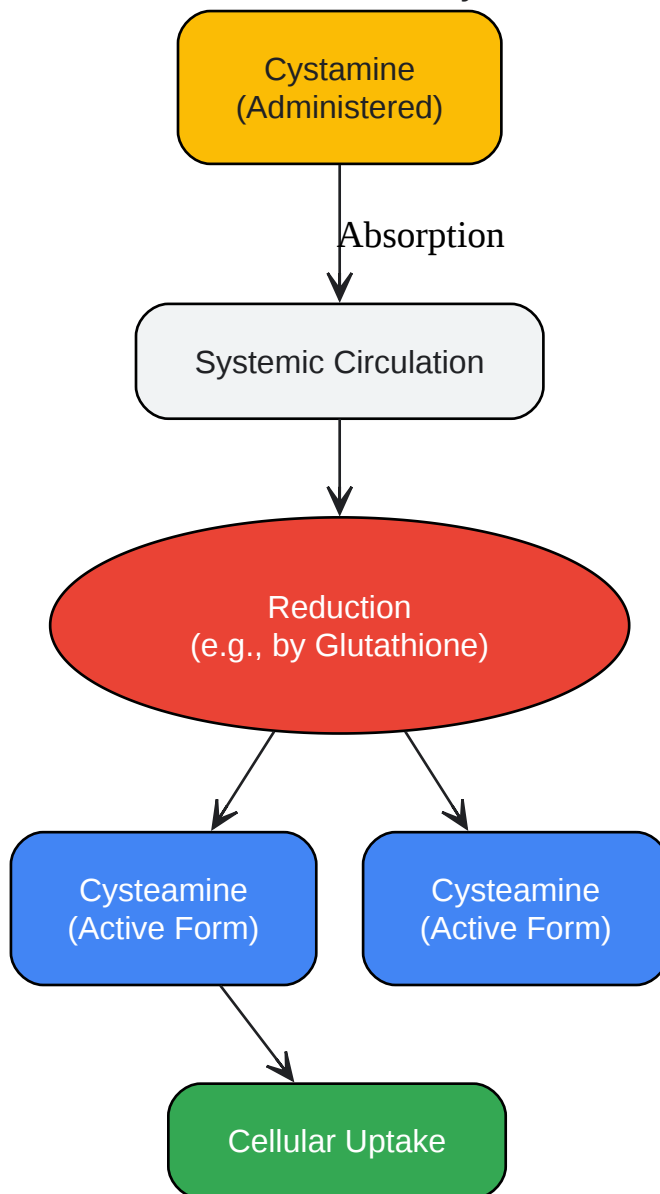 Cystamine
(Administered)
Absorption
Systemic Circulation
Reduction
(e.g., by Glutathione)
Cysteamine
(Active Form)
Cysteamine
(Active Form)
Cellular Uptake